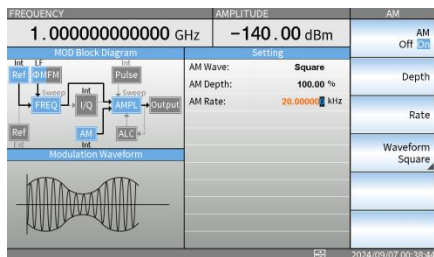 FREQUENCY AMPLITUDE AM
1.000000000000 GHz -140.00 dBm
AM
Off On
MOD Block Diagram
Setting
Int LF Int
Ref ΦM FM Pulse
Sweep Int Sweep
FREQ I/Q AMPL Output
Ref AM ALC
Ext Int
AM Wave: Square
AM Depth: 100.00 %
AM Rate: 20.000000 kHz
Depth
Rate
Waveform
Square
Modulation Waveform
2024/09/07 00:38:44